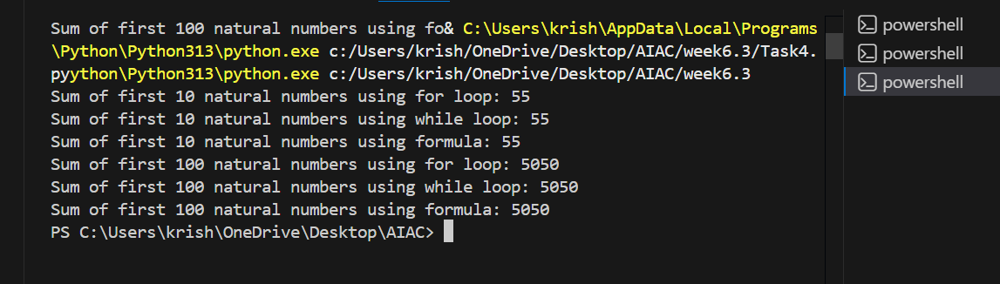 Sum of first 100 natural numbers using fo& C:\Users\krish\AppData\Local\Programs
\Python\Python313\python.exe c:/Users/krish/OneDrive/Desktop/AIAC/week6.3/Task4.
pyython\Python313\python.exe c:/Users/krish/OneDrive/Desktop/AIAC/week6.3
Sum of first 10 natural numbers using for loop: 55
Sum of first 10 natural numbers using while loop: 55
Sum of first 10 natural numbers using formula: 55
Sum of first 100 natural numbers using for loop: 5050
Sum of first 100 natural numbers using while loop: 5050
Sum of first 100 natural numbers using formula: 5050
PS C:\Users\krish\OneDrive\Desktop\AIAC>
powershell
powershell
powershell